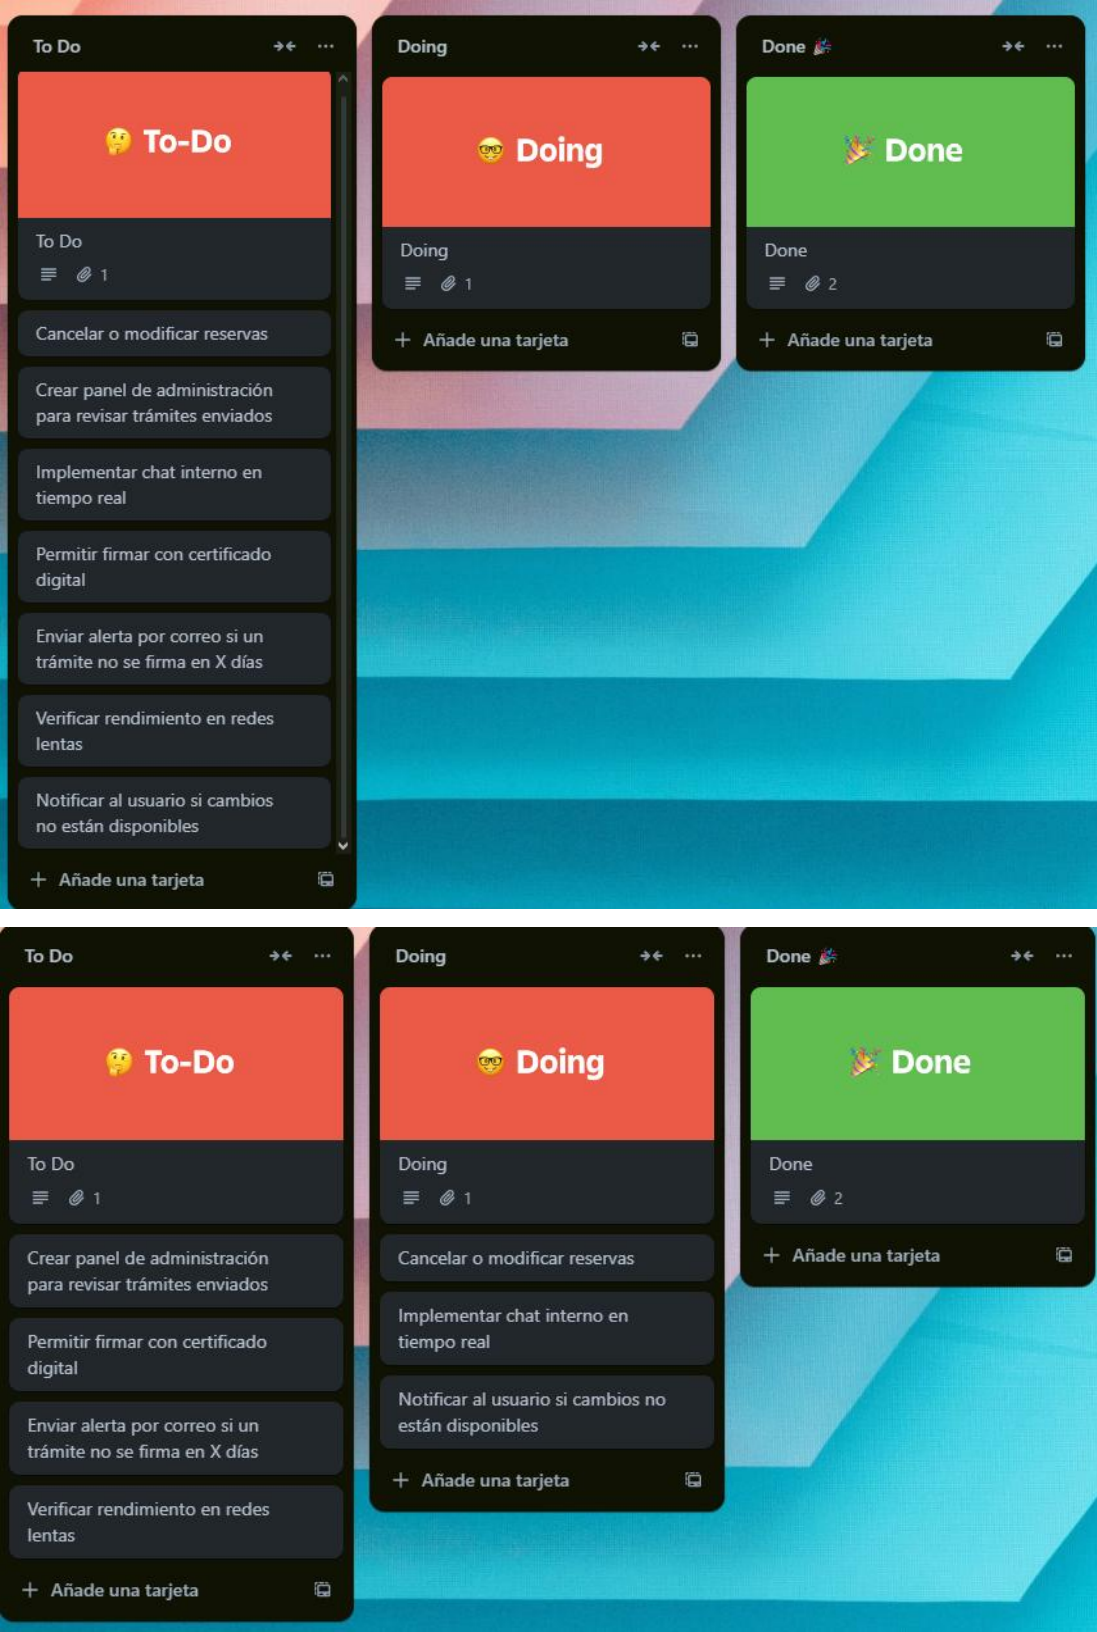 To Do
🤔 To-Do
To Do
1
Cancelar o modificar reservas
Crear panel de administración
para revisar trámites enviados
Implementar chat interno en
tiempo real
Permitir firmar con certificado
digital
Enviar alerta por correo si un
trámite no se firma en X días
Verificar rendimiento en redes
lentas
Notificar al usuario si cambios
no están disponibles
+ Añade una tarjeta
Doing
🤓 Doing
Doing
1
+ Añade una tarjeta
Done 🎉
🎉 Done
Done
2
+ Añade una tarjeta
To Do
🤔 To-Do
To Do
1
Crear panel de administración
para revisar trámites enviados
Permitir firmar con certificado
digital
Enviar alerta por correo si un
trámite no se firma en X días
Verificar rendimiento en redes
lentas
+ Añade una tarjeta
Doing
🤓 Doing
Doing
1
Cancelar o modificar reservas
Implementar chat interno en
tiempo real
Notificar al usuario si cambios no
están disponibles
+ Añade una tarjeta
Done 🎉
🎉 Done
Done
2
+ Añade una tarjeta